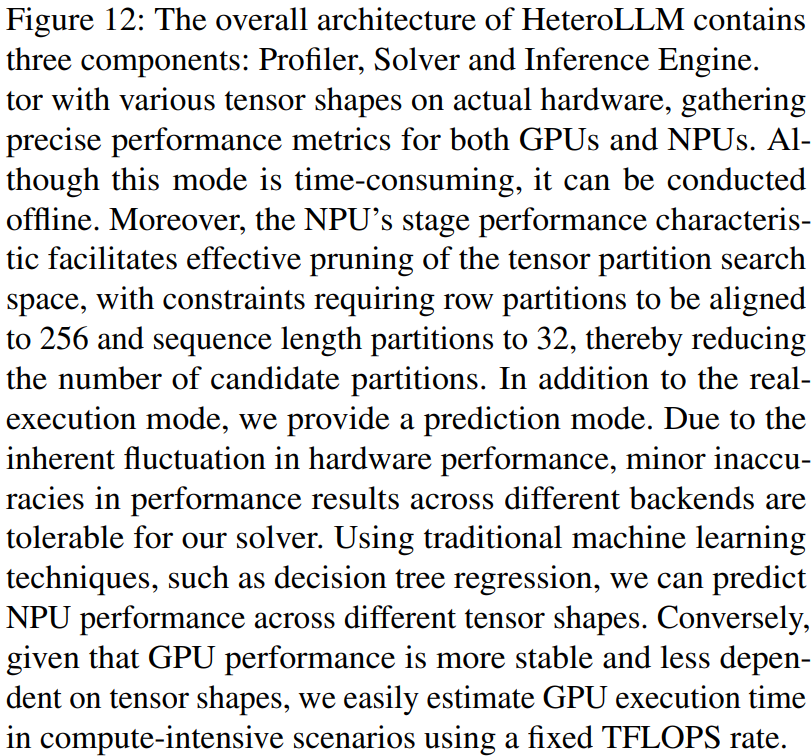 Figure 12: The overall architecture of HeteroLLM contains
three components: Profiler, Solver and Inference Engine.
tor with various tensor shapes on actual hardware, gathering
precise performance metrics for both GPUs and NPUs. Al-
though this mode is time-consuming, it can be conducted
offline. Moreover, the NPU’s stage performance characteris-
tic facilitates effective pruning of the tensor partition search
space, with constraints requiring row partitions to be aligned
to 256 and sequence length partitions to 32, thereby reducing
the number of candidate partitions. In addition to the real-
execution mode, we provide a prediction mode. Due to the
inherent fluctuation in hardware performance, minor inaccu-
racies in performance results across different backends are
tolerable for our solver. Using traditional machine learning
techniques, such as decision tree regression, we can predict
NPU performance across different tensor shapes. Conversely,
given that GPU performance is more stable and less depen-
dent on tensor shapes, we easily estimate GPU execution time
in compute-intensive scenarios using a fixed TFLOPS rate.